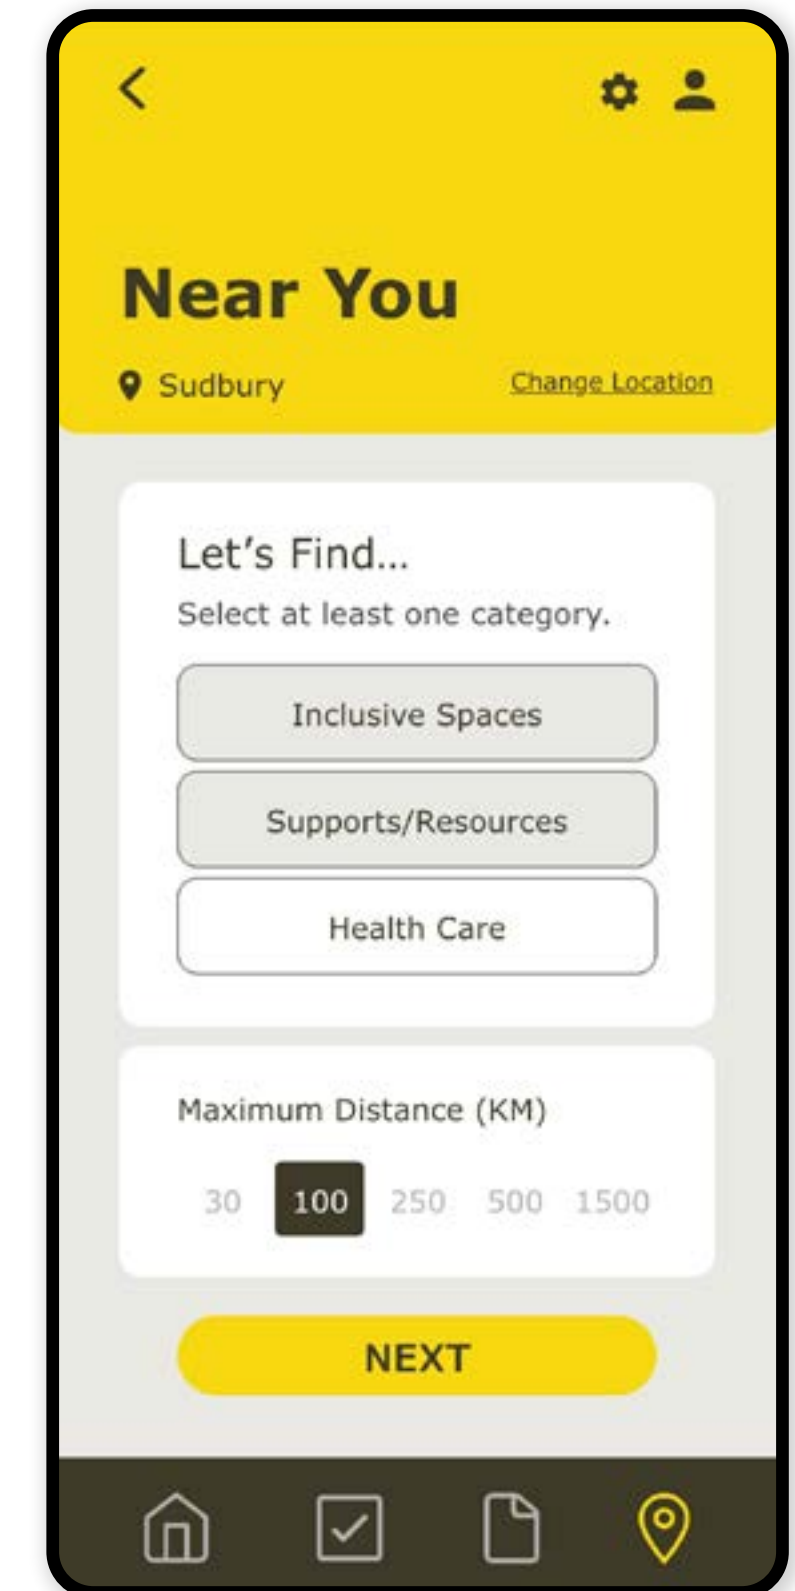 Near You
Sudbury
Change Location
Let's Find...
Select at least one category.
Inclusive Spaces
Supports/Resources
Health Care
Maximum Distance (KM)
30 100 250 500 1500
NEXT